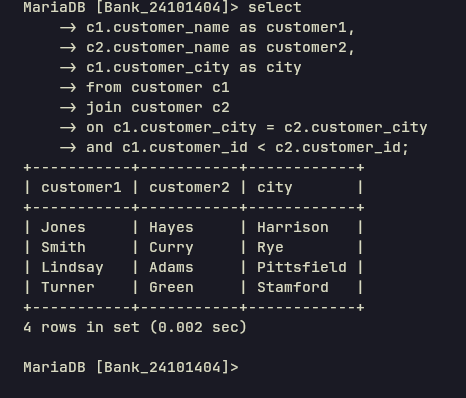 MariaDB [Bank_24101404]> select
    -> c1.customer_name as customer1,
    -> c2.customer_name as customer2,
    -> c1.customer_city as city
    -> from customer c1
    -> join customer c2
    -> on c1.customer_city = c2.customer_city
    -> and c1.customer_id < c2.customer_id;
+-----------+-----------+------------+
| customer1 | customer2 | city       |
+-----------+-----------+------------+
| Jones     | Hayes     | Harrison   |
| Smith     | Curry     | Rye        |
| Lindsay   | Adams     | Pittsfield |
| Turner    | Green     | Stamford   |
+-----------+-----------+------------+
4 rows in set (0.002 sec)
MariaDB [Bank_24101404]>